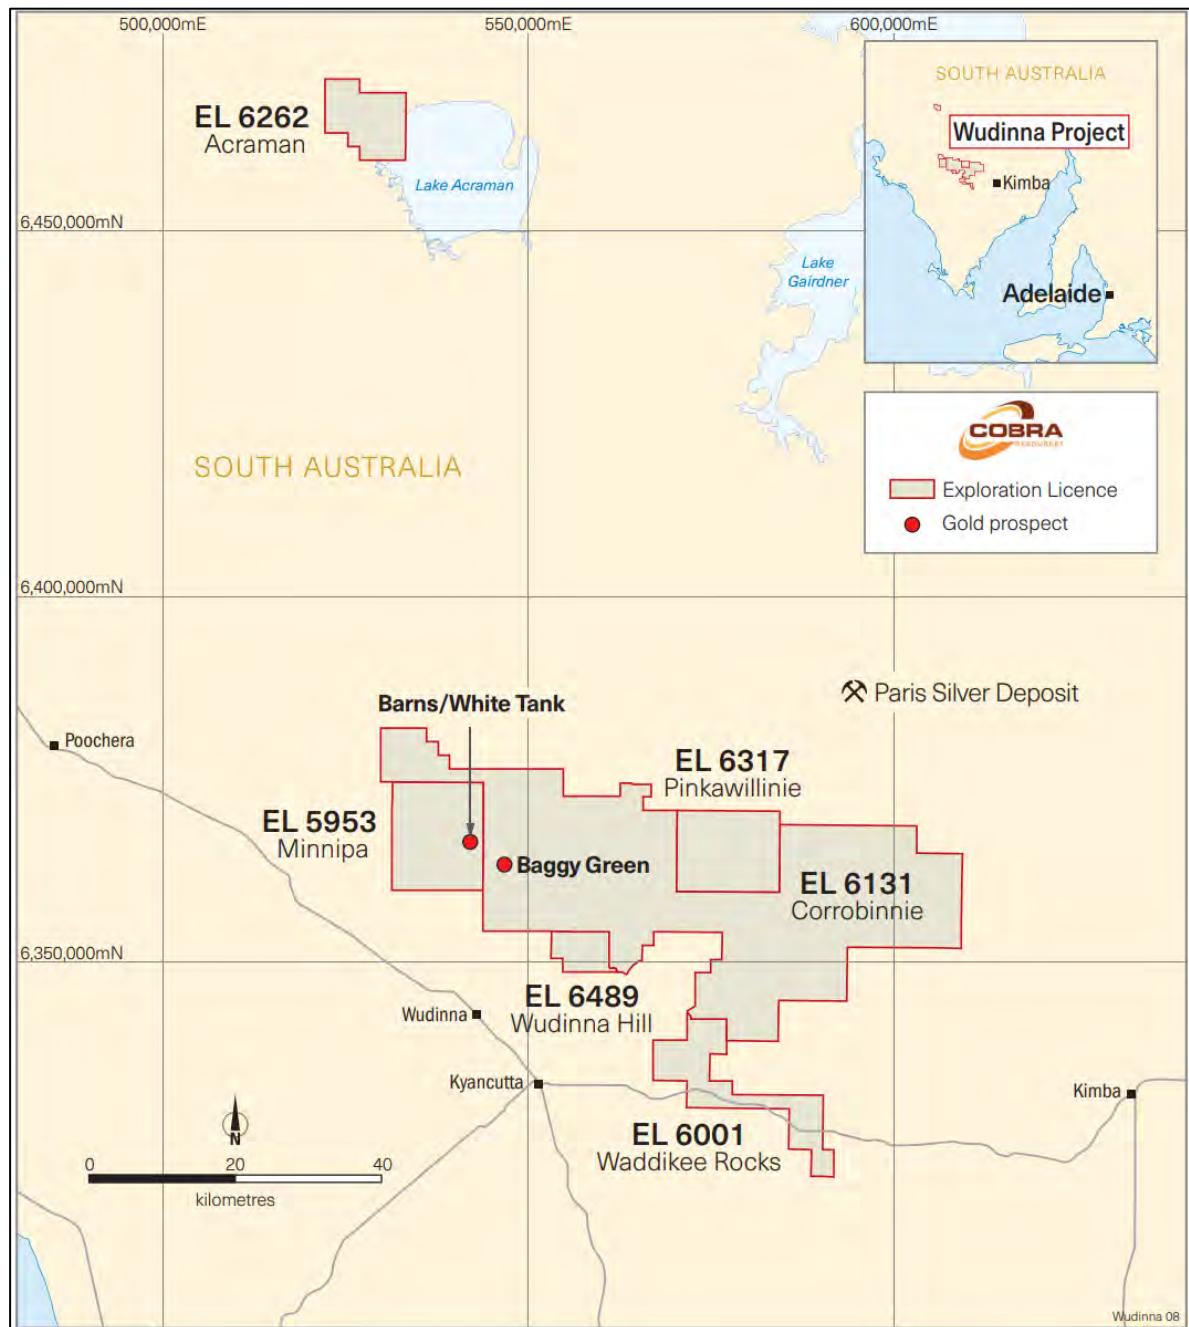 500,000mE
550,000mE
600,000mE
SOUTH AUSTRALIA
Wudinna Project
Kimba
Adelaide
EL 6262
Acraman
Lake Acraman
6,450,000mN
Lake
Gairdner
COBRA
RESOURCES
Exploration Licence
Gold prospect
SOUTH AUSTRALIA
6,400,000mN
Paris Silver Deposit
Barns/White Tank
Poochera
EL 6317
Pinkawillinie
EL 5953
Minnipa
Baggy Green
EL 6131
Corrobinnie
6,350,000mN
EL 6489
Wudinna Hill
Wudinna
Kyancutta
Kimba
EL 6001
Waddikee Rocks
N
0 20 40
kilometres
Wudinna 08